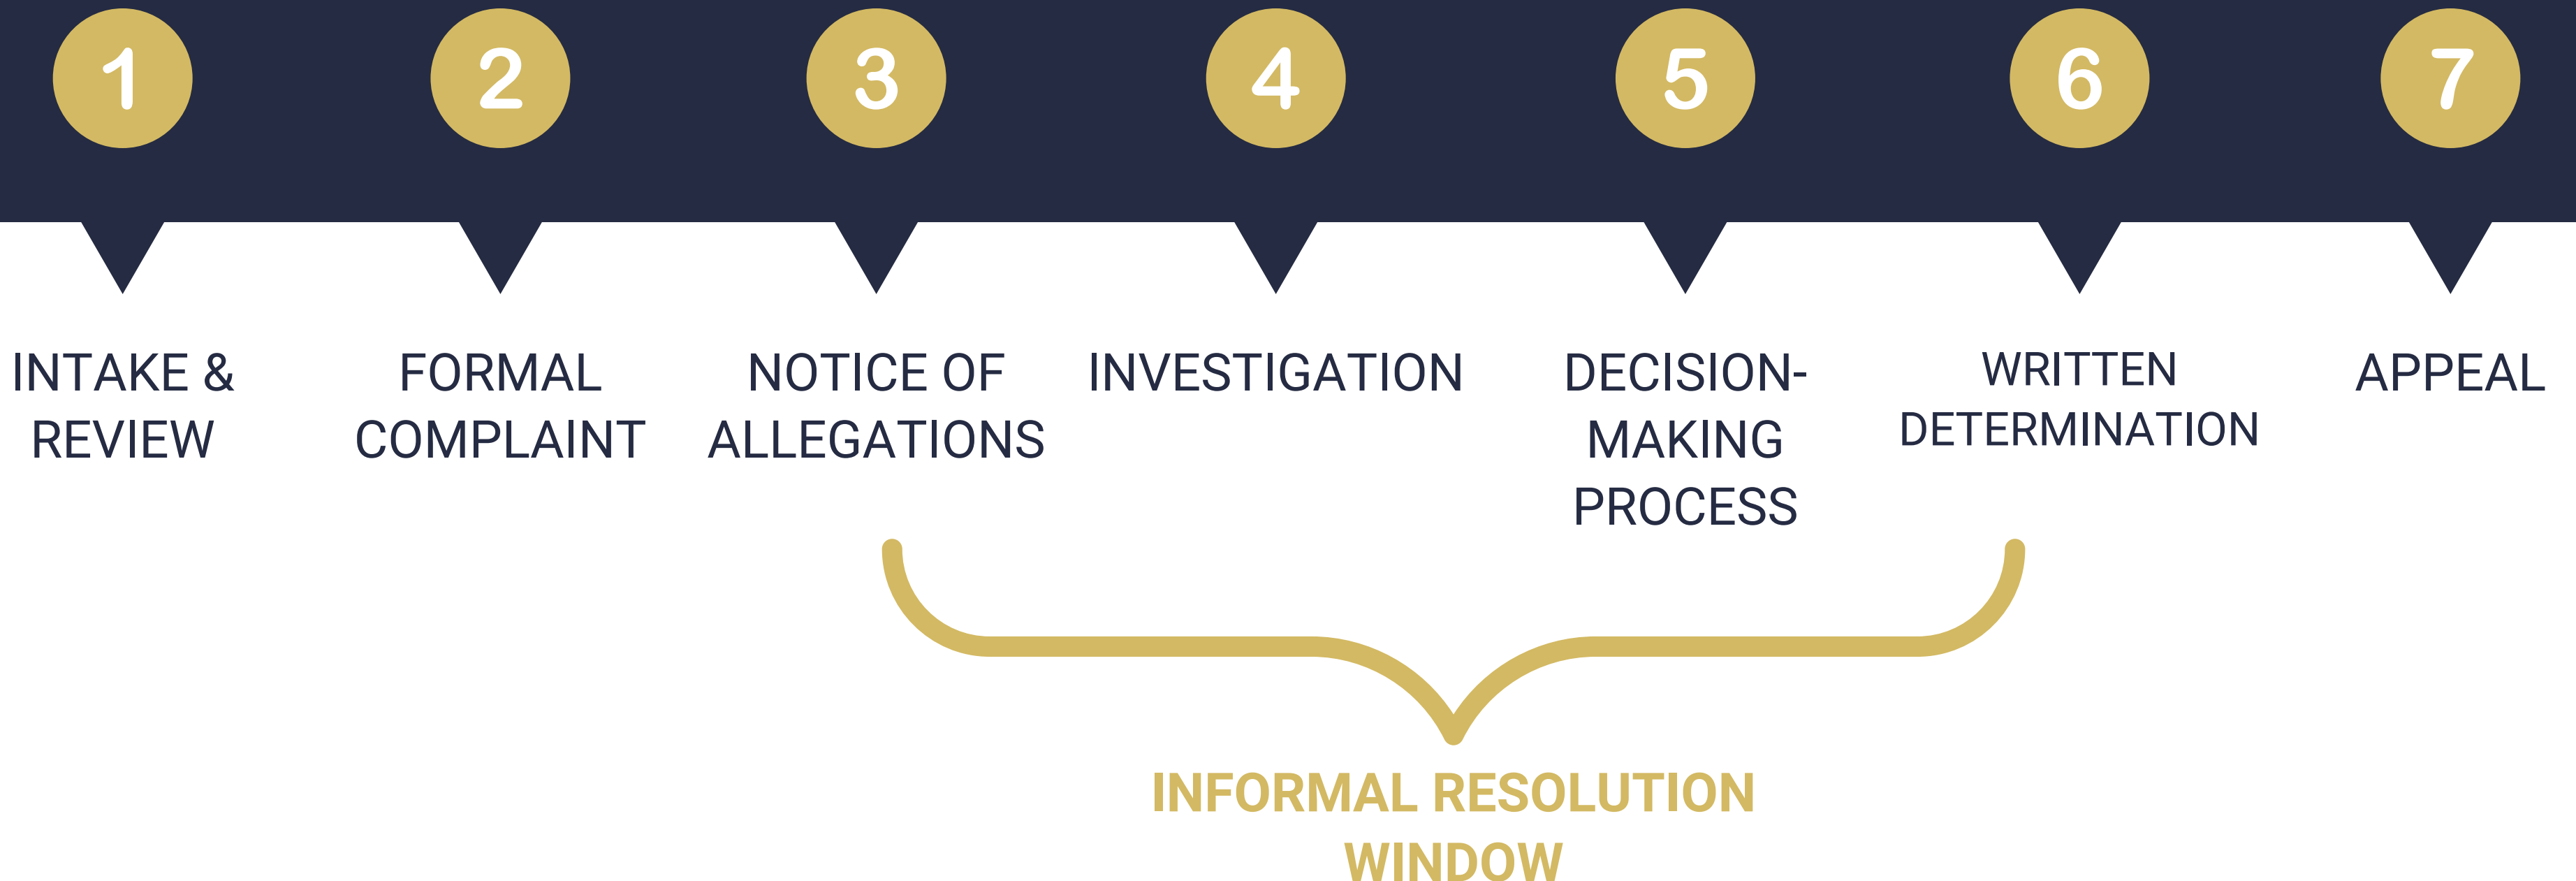 1
2
3
4
5
6
7
INTAKE &
REVIEW
FORMAL
COMPLAINT
NOTICE OF
ALLEGATIONS
INVESTIGATION
DECISION-
MAKING
PROCESS
WRITTEN
DETERMINATION
APPEAL
INFORMAL RESOLUTION
WINDOW